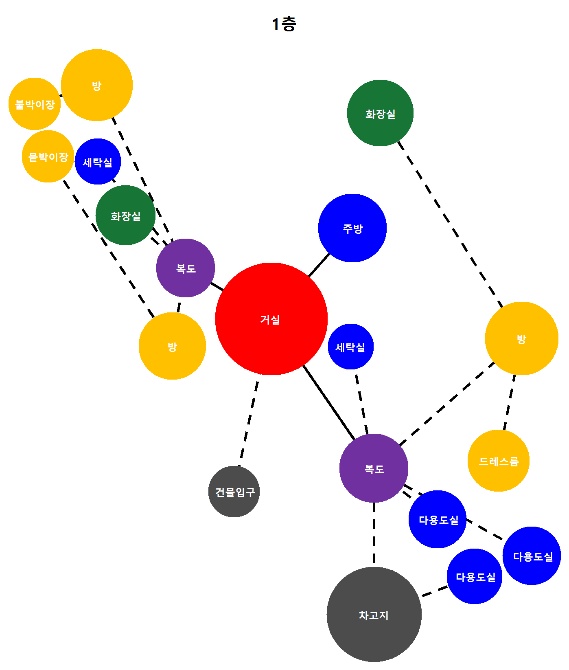 1층
방
붙박이장
화장실
붙박이장
세탁실
화장실
주방
복도
거실
방
세탁실
방
드레스룸
복도
건물입구
다용도실
다용도실
다용도실
차고지